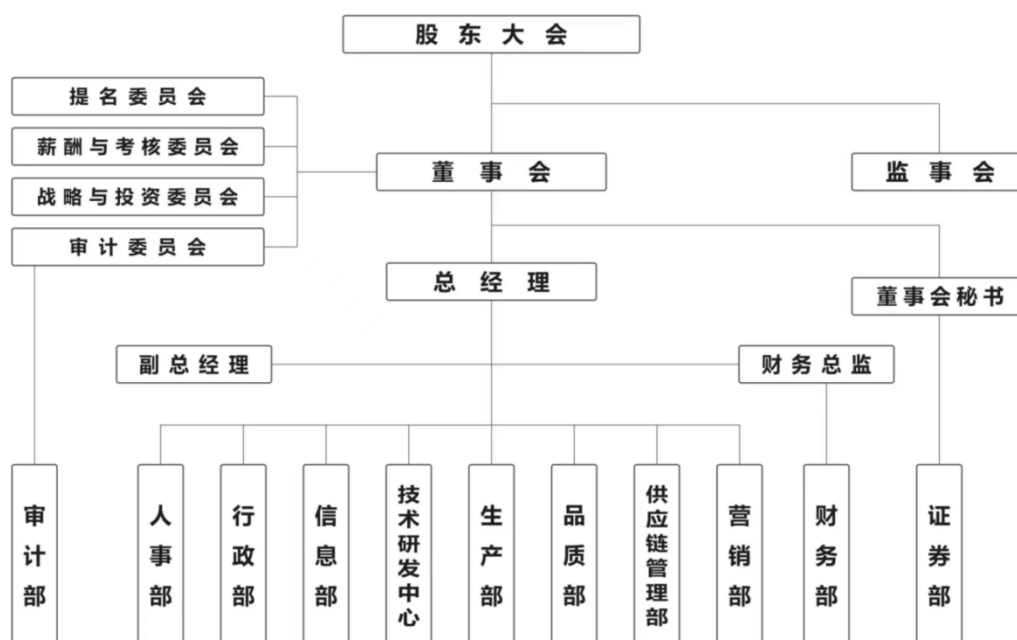 股东大会
提名委员会
薪酬与考核委员会
董事会
监事会
战略与投资委员会
审计委员会
总经理
董事会秘书
副总经理
财务总监
审计部
人事部
行政部
信息部
技术研发中心
生产部
品质部
供应链管理部
营销部
财务部
证券部